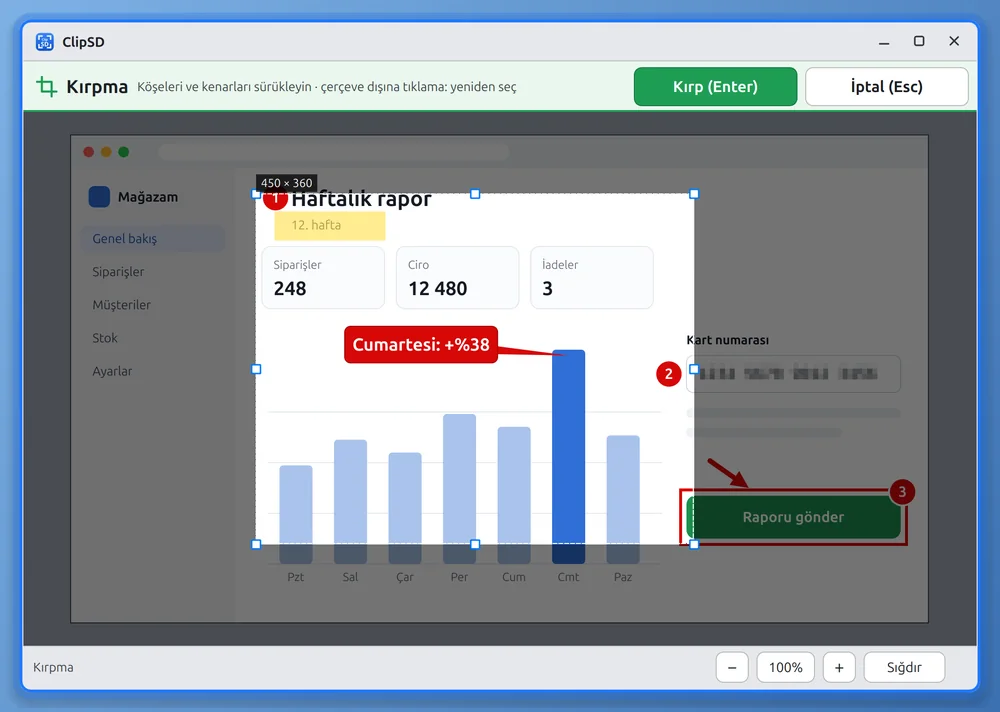 ClipSD
Kırpma Köşeleri ve kenarları sürükleyin · çerçeve dışına tıklama: yeniden seç
Kırp (Enter)
İptal (Esc)
450 × 360
Mağazam
Genel bakış
Siparişler
Müşteriler
Stok
Ayarlar
1 Haftalık rapor
12. hafta
Siparişler
248
Ciro
12 480
İadeler
3
Cumartesi: +%38
Kart numarası
2
3
Raporu gönder
Pzt Sal Çar Per Cum Cmt Paz
Kırpma
− 100% + Sığdır